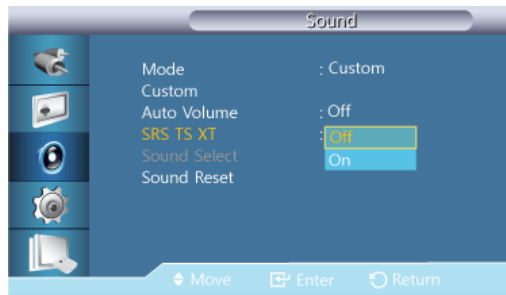 Sound
Mode : Custom
Custom
Auto Volume : Off
SRS TS XT : Off
On
Sound Select
Sound Reset
Move Enter Return